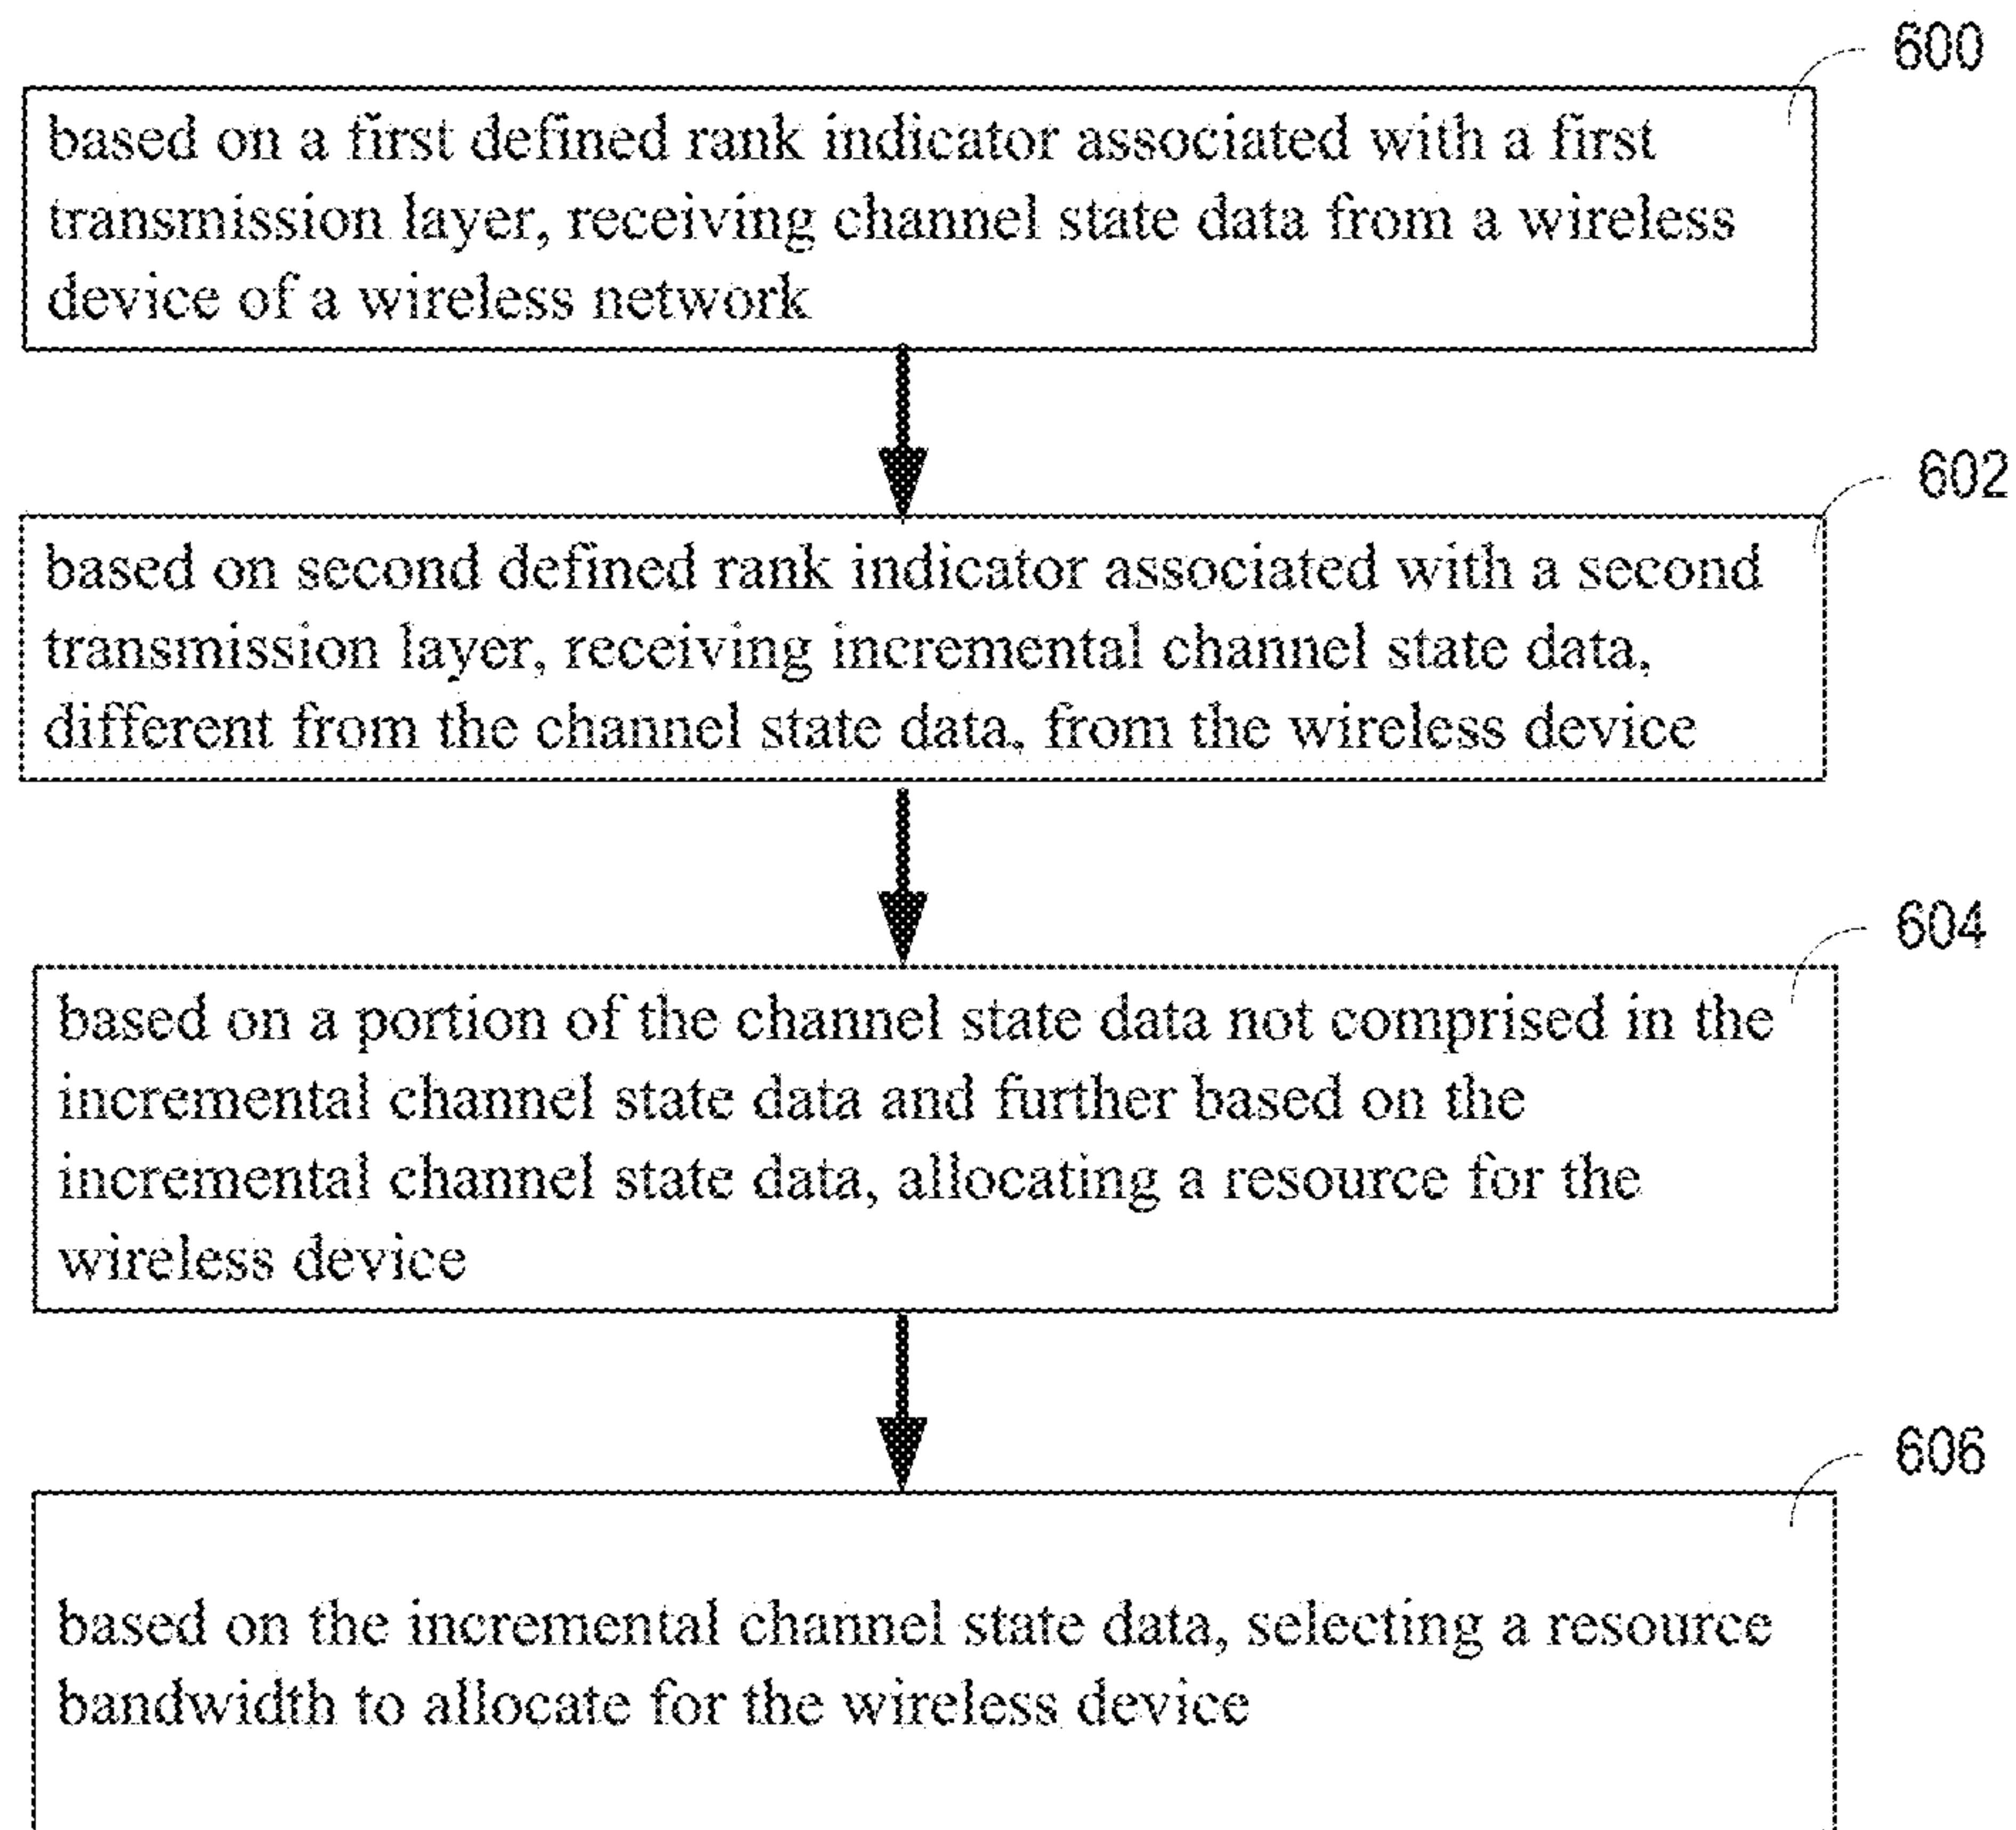 600
based on a first defined rank indicator associated with a first
transmission layer, receiving channel state data from a wireless
device of a wireless network
602
based on second defined rank indicator associated with a second
transmission layer, receiving incremental channel state data,
different from the channel state data, from the wireless device
604
based on a portion of the channel state data not comprised in the
incremental channel state data and further based on the
incremental channel state data, allocating a resource for the
wireless device
606
based on the incremental channel state data, selecting a resource
bandwidth to allocate for the wireless device